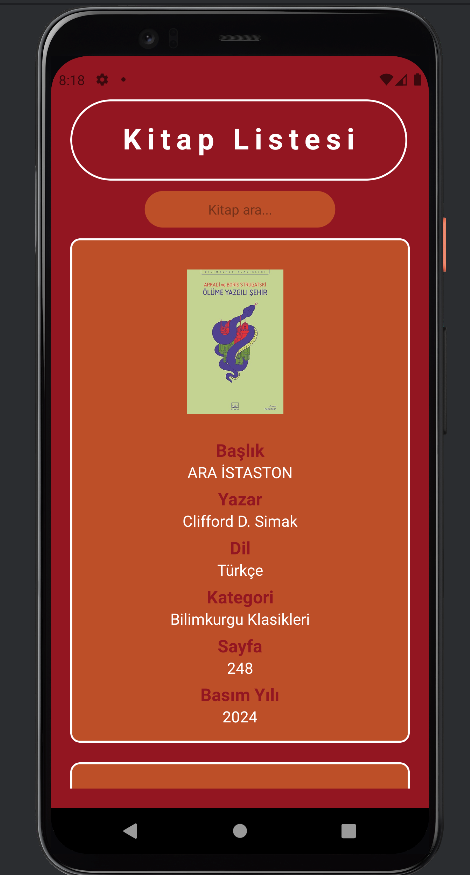 8:18
Kitap Listesi
Kitap ara...
ÖLÜME YAZGILI ŞEHİR
Başlık
ARA İSTASTON
Yazar
Clifford D. Simak
Dil
Türkçe
Kategori
Bilimkurgu Klasikleri
Sayfa
248
Basım Yılı
2024